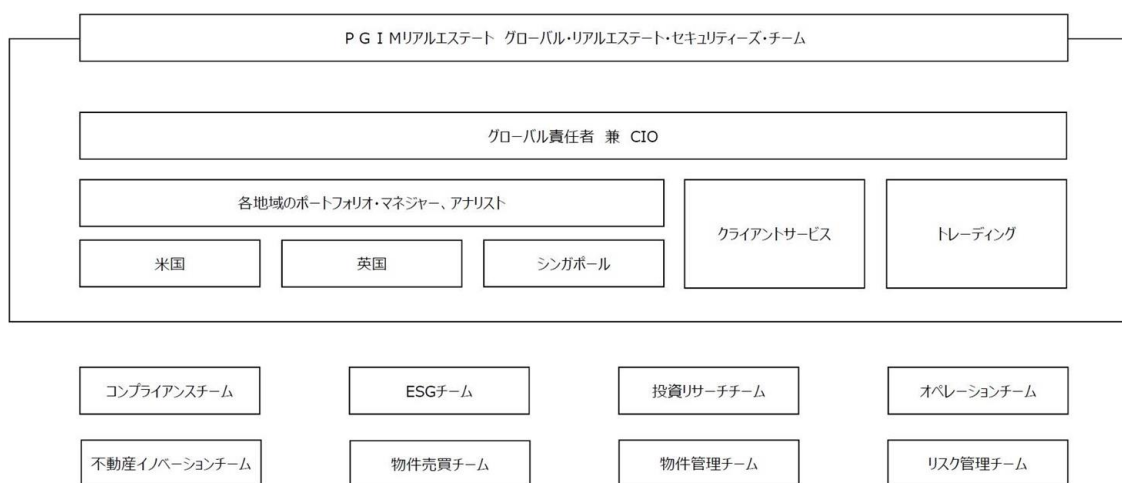 ＰＧＩＭリアルエステート　グローバル・リアルエステート・セキュリティーズ・チーム
グローバル責任者　兼　CIO
各地域のポートフォリオ・マネジャー、アナリスト
クライアントサービス
トレーディング
米国
英国
シンガポール
コンプライアンスチーム
ESGチーム
投資リサーチチーム
オペレーションチーム
不動産イノベーションチーム
物件売買チーム
物件管理チーム
リスク管理チーム